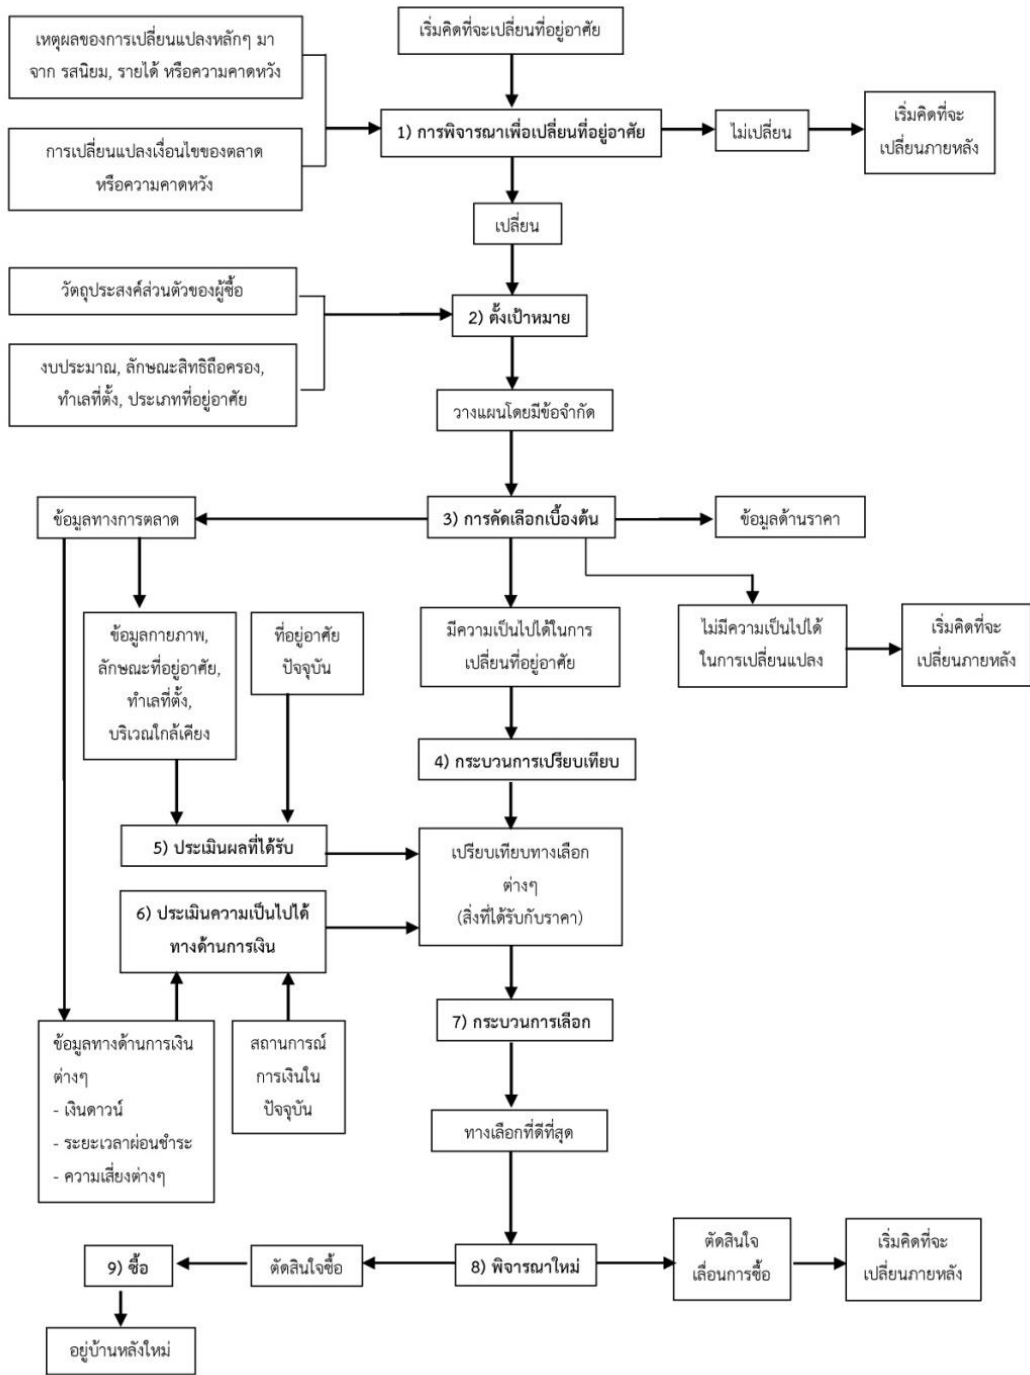 เริ่มคิดที่จะเปลี่ยนที่อยู่อาศัย
เหตุผลของการเปลี่ยนแปลงหลักๆ มา
จาก รสนิยม, รายได้ หรือความคาดหวัง
1) การพิจารณาเพื่อเปลี่ยนที่อยู่อาศัย
ไม่เปลี่ยน
เริ่มคิดที่จะ
เปลี่ยนภายหลัง
การเปลี่ยนแปลงเงื่อนไขของตลาด
หรือความคาดหวัง
เปลี่ยน
วัตถุประสงค์ส่วนตัวของผู้ซื้อ
2) ตั้งเป้าหมาย
งบประมาณ, ลักษณะสิทธิถือครอง,
ทำเลที่ตั้ง, ประเภทที่อยู่อาศัย
วางแผนโดยมีข้อจำกัด
ข้อมูลทางการตลาด
3) การคัดเลือกเบื้องต้น
ข้อมูลด้านราคา
ข้อมูลกายภาพ,
ลักษณะที่อยู่อาศัย,
ทำเลที่ตั้ง,
บริเวณใกล้เคียง
ที่อยู่อาศัย
ปัจจุบัน
มีความเป็นไปได้ในการ
เปลี่ยนที่อยู่อาศัย
ไม่มีความเป็นไปได้
ในการเปลี่ยนแปลง
เริ่มคิดที่จะ
เปลี่ยนภายหลัง
4) กระบวนการเปรียบเทียบ
5) ประเมินผลที่ได้รับ
เปรียบเทียบทางเลือก
ต่างๆ
(สิ่งที่ได้รับกับราคา)
6) ประเมินความเป็นไปได้
ทางด้านการเงิน
7) กระบวนการเลือก
ข้อมูลทางด้านการเงิน
ต่างๆ
- เงินดาวน์
- ระยะเวลาผ่อนชำระ
- ความเสี่ยงต่างๆ
สถานการณ์
การเงินใน
ปัจจุบัน
ทางเลือกที่ดีที่สุด
9) ซื้อ
ตัดสินใจซื้อ
8) พิจารณาใหม่
ตัดสินใจ
เลื่อนการซื้อ
เริ่มคิดที่จะ
เปลี่ยนภายหลัง
อยู่บ้านหลังใหม่